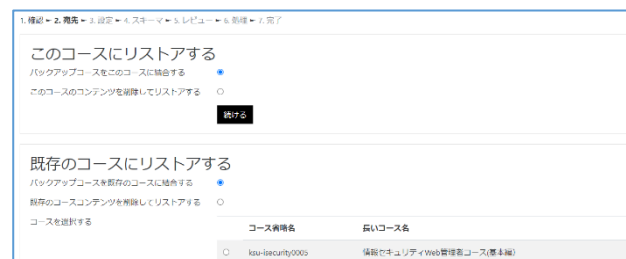 1. 確認 ► 2. 宛先 ► 3. 設定 ► 4. スキーマ ► 5. レビュー ► 6. 処理 ► 7. 完了
このコースにリストアする
バックアップコースをこのコースに結合する
このコースのコンテンツを削除してリストアする
続ける
既存のコースにリストアする
バックアップコースを既存のコースに結合する
既存のコースコンテンツを削除してリストアする
コースを選択する
コース省略名 長いコース名
ksu-isecurity0005 情報セキュリティWeb管理者コース(基本編)